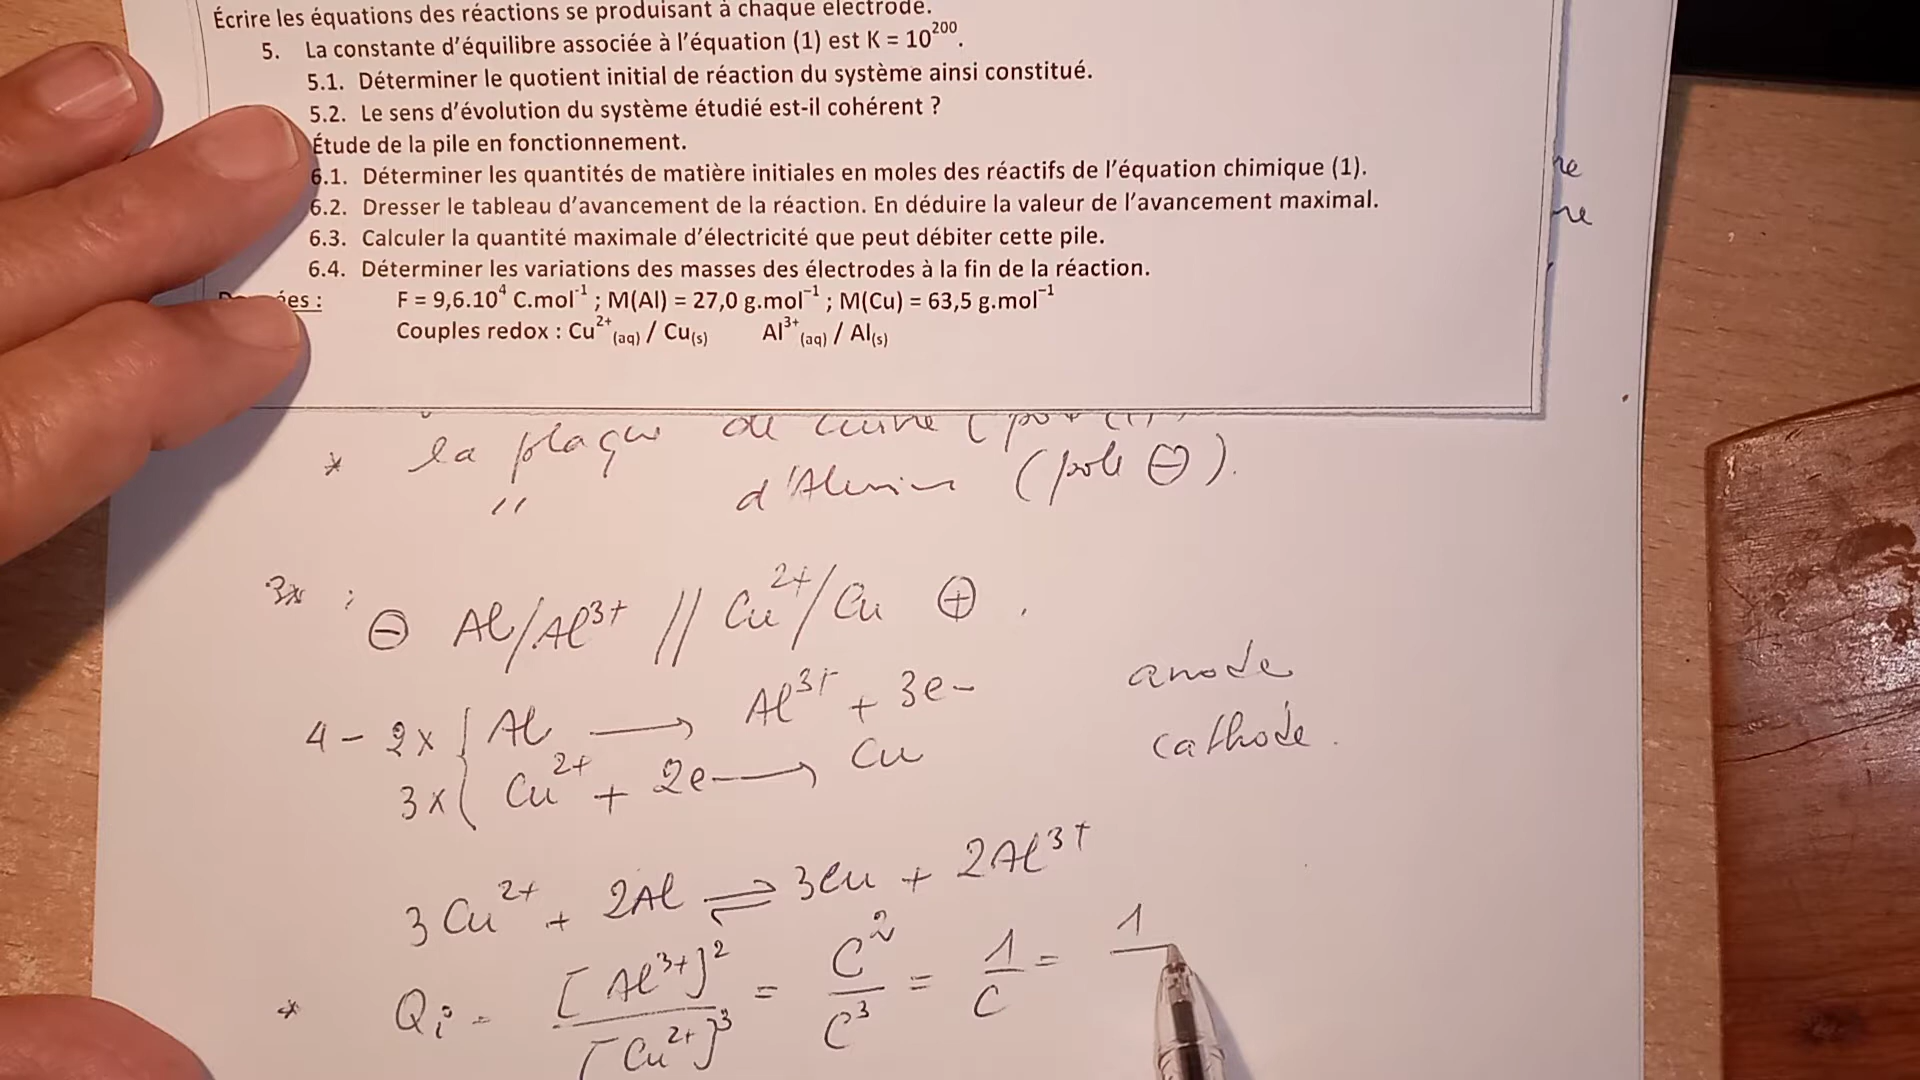 Écrire les équations des réactions se produisant à chaque électrode.
5. La constante d'équilibre associée à l'équation (1) est K = 10²⁰⁰.
5.1. Déterminer le quotient initial de réaction du système ainsi constitué.
5.2. Le sens d'évolution du système étudié est-il cohérent ?
Étude de la pile en fonctionnement.
6.1. Déterminer les quantités de matière initiales en moles des réactifs de l'équation chimique (1).
6.2. Dresser le tableau d'avancement de la réaction. En déduire la valeur de l'avancement maximal.
6.3. Calculer la quantité maximale d'électricité que peut débiter cette pile.
6.4. Déterminer les variations des masses des électrodes à la fin de la réaction.
ées : F = 9,6.10⁴ C.mol⁻¹ ; M(Al) = 27,0 g.mol⁻¹ ; M(Cu) = 63,5 g.mol⁻¹
Couples redox : Cu²⁺(aq) / Cu(s) Al³⁺(aq) / Al(s)
* la plaque de cuivre
" d'Aluminium (pole ⊖).
3* : ⊖ Al/Al³⁺ // Cu²⁺/Cu ⊕ .
4 - 2x { Al ⟶ Al³⁺ + 3e- anode
3x { Cu²⁺ + 2e- ⟶ Cu cathode.
3Cu²⁺ + 2Al ⇌ 3Cu + 2Al³⁺
* Qi = [Al³⁺]² / [Cu²⁺]³ = C² / C³ = 1 / C = 1